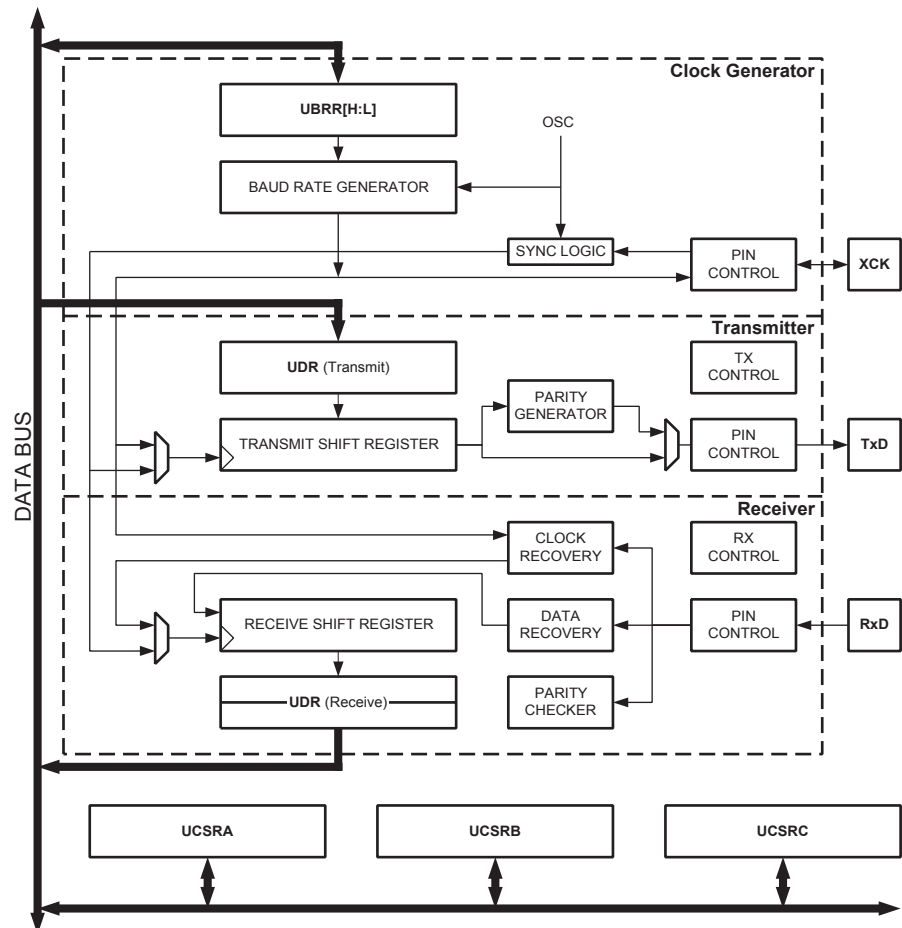 Clock Generator
UBRR[H:L]
OSC
BAUD RATE GENERATOR
SYNC LOGIC
PIN
CONTROL
XCK
DATA BUS
Transmitter
UDR (Transmit)
TX
CONTROL
PARITY
GENERATOR
TRANSMIT SHIFT REGISTER
PIN
CONTROL
TxD
Receiver
CLOCK
RECOVERY
RX
CONTROL
RECEIVE SHIFT REGISTER
DATA
RECOVERY
PIN
CONTROL
RxD
UDR (Receive)
PARITY
CHECKER
UCSRA
UCSRB
UCSRC